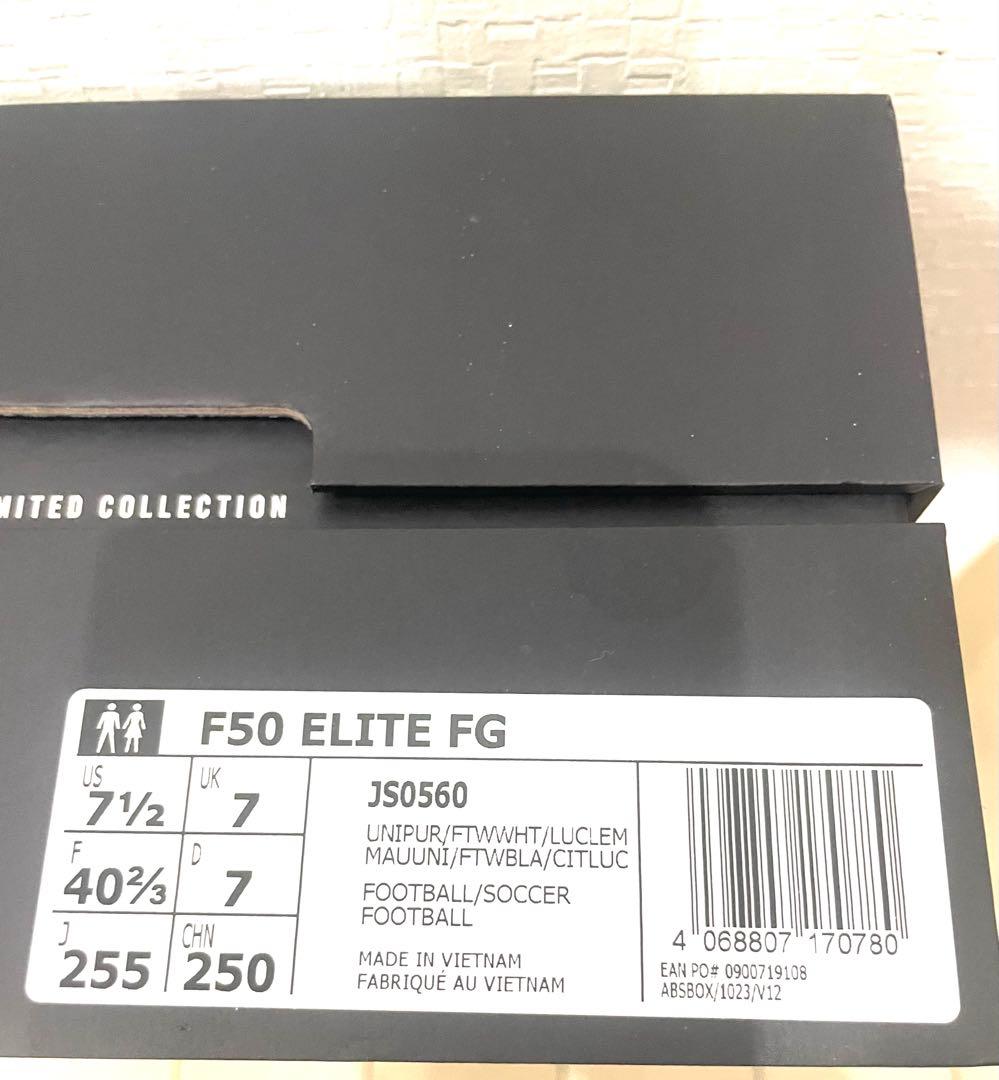 MITED COLLECTION
F50 ELITE FG
US
7½
UK
7
F
40⅔
D
7
J
255
CHN
250
JS0560
UNIPUR/FTWWHT/LUCLEM
MAUUNI/FTWBLA/CITLUC
FOOTBALL/SOCCER
FOOTBALL
MADE IN VIETNAM
FABRIQUÉ AU VIETNAM
4 068807 170780
EAN PO# 0900719108
ABSBOX/1023/V12